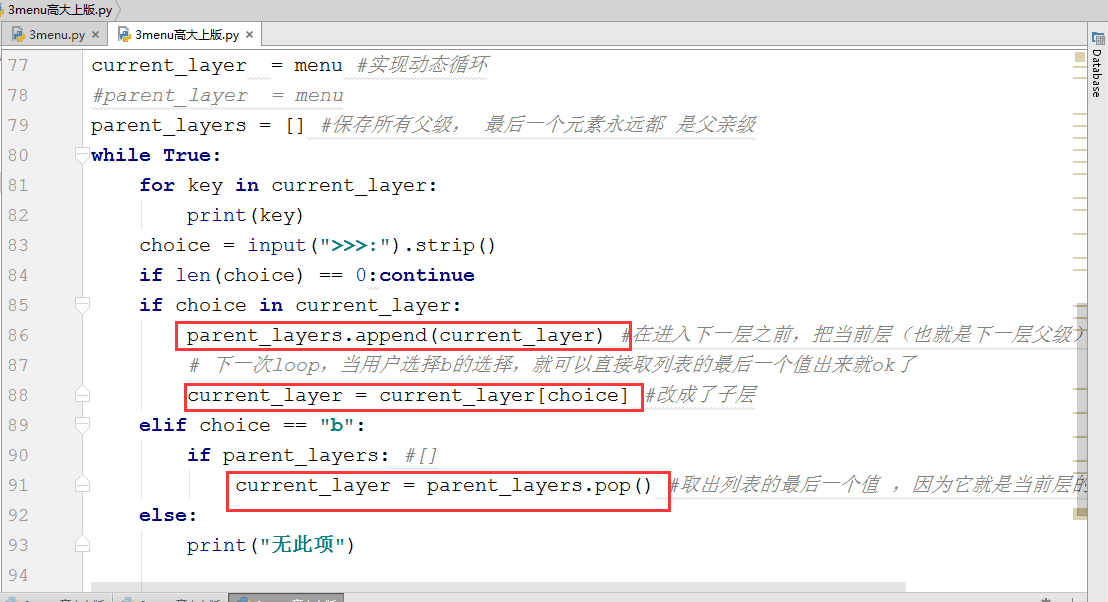 3menu高大上版.py
3menu.py × 3menu高大上版.py ×
77 current_layer = menu #实现动态循环
78 #parent_layer = menu
79 parent_layers = [] #保存所有父级， 最后一个元素永远都 是父亲级
80 while True:
81 for key in current_layer:
82 print(key)
83 choice = input(">>>:").strip()
84 if len(choice) == 0:continue
85 if choice in current_layer:
86 parent_layers.append(current_layer) #在进入下一层之前，把当前层（也就是下一层父级）
87 # 下一次loop，当用户选择b的选择，就可以直接取列表的最后一个值出来就ok了
88 current_layer = current_layer[choice] #改成了子层
89 elif choice == "b":
90 if parent_layers: #[]
91 current_layer = parent_layers.pop() #取出列表的最后一个值 ，因为它就是当前层的
92 else:
93 print("无此项")
94
Database